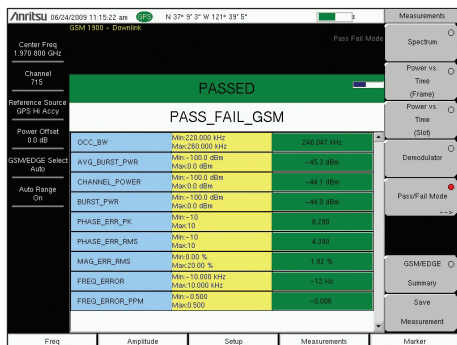 Anritsu 06/24/2009 11:15:22 am GPS N 37° 9' 3" W 121° 39' 5"
GSM 1900 - Downlink
Pass Fail Mode
Center Freq
1.970 800 GHz
Channel
715
Reference Source
GPS Hi Accy
Power Offset
0.0 dB
GSM/EDGE Select
Auto
Auto Range
On
PASSED
PASS_FAIL_GSM
OCC_BW Min:220.000 kHz Max:260.000 kHz 246.047 kHz
AVG_BURST_PWR Min:-100.0 dBm Max:0.0 dBm -45.3 dBm
CHANNEL_POWER Min:-100.0 dBm Max:0.0 dBm -44.1 dBm
BURST_PWR Min:-100.0 dBm Max:0.0 dBm -44.0 dBm
PHASE_ERR_PK Min:-10 Max:10 8.290
PHASE_ERR_RMS Min:-10 Max:10 4.390
MAG_ERR_RMS Min:0.00 % Max:20.00 % 1.82 %
FREQ_ERROR Min:-10.000 kHz Max:10.000 kHz -12 Hz
FREQ_ERROR_PPM Min:-0.500 Max:0.500 -0.006
Measurements
Spectrum
Power vs.
Time
(Frame)
Power vs.
Time
(Slot)
Demodulator
Pass/Fail Mode
-->
GSM/EDGE
Summary
Save
Measurement
Freq Amplitude Setup Measurements Marker